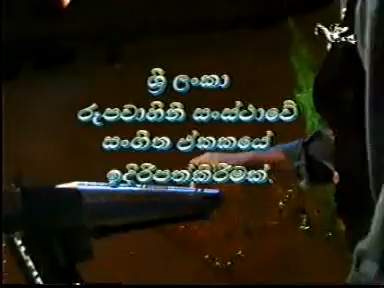 ශ්‍රී ලංකා
රූපවාහිනී සංස්ථාවේ
සංගීත ඒකකයේ
ඉදිරිපත්කිරීමක්